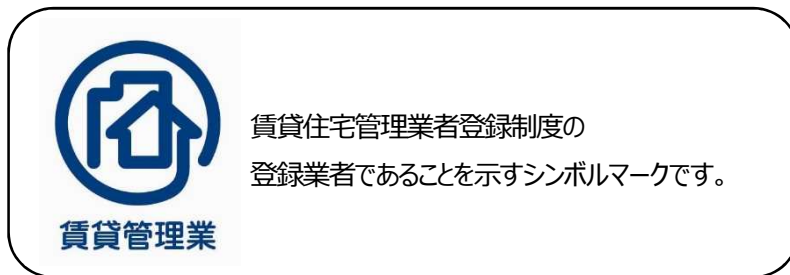 賃貸住宅管理業者登録制度の
登録業者であることを示すシンボルマークです。
賃貸管理業